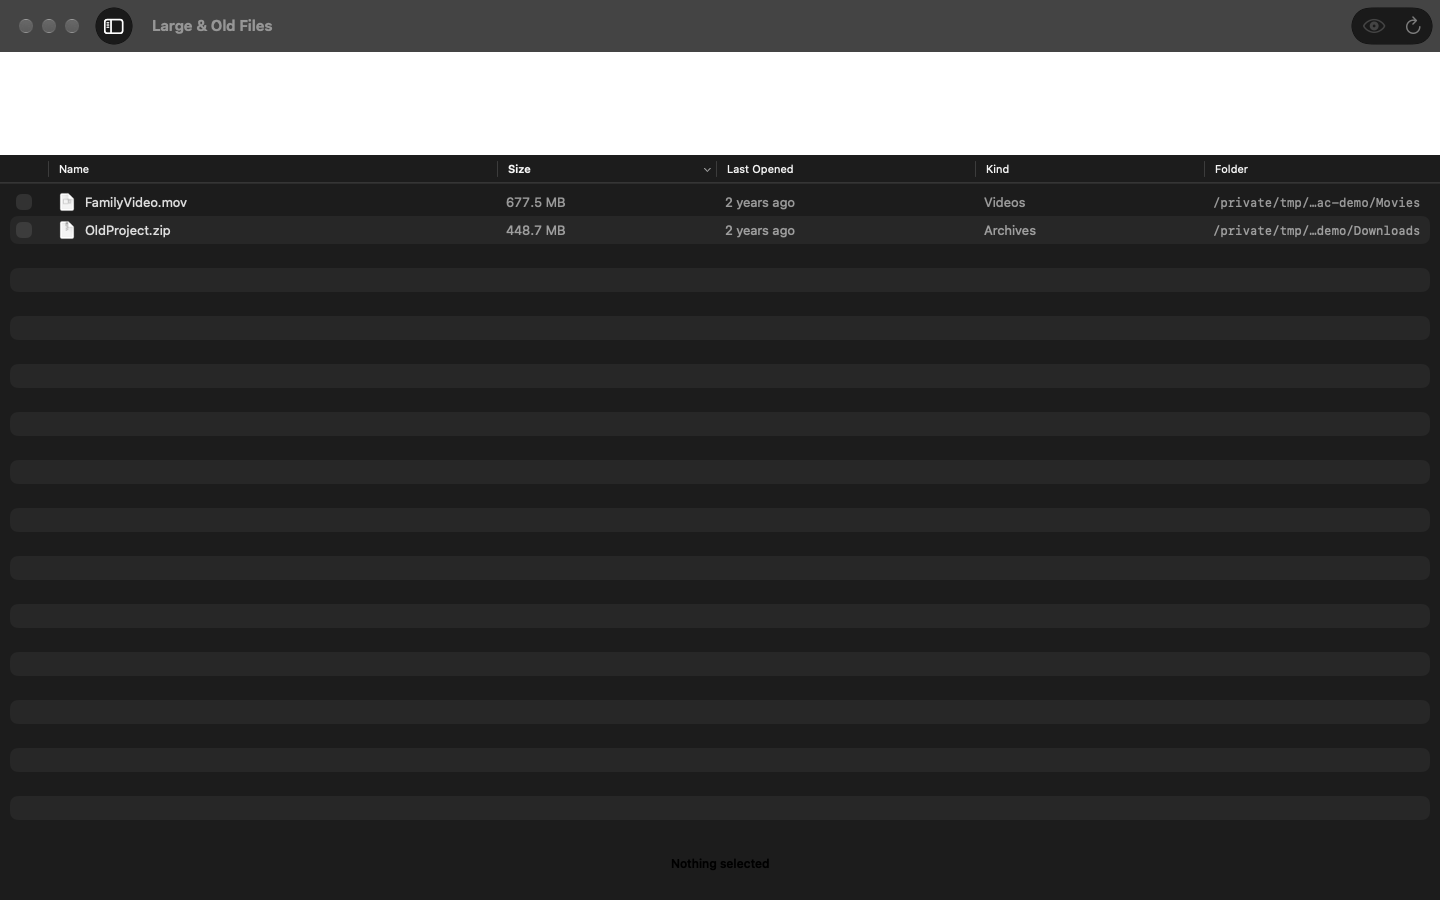 Large & Old Files
Name Size Last Opened Kind Folder
FamilyVideo.mov 677.5 MB 2 years ago Videos /private/tmp/…ac-demo/Movies
OldProject.zip 448.7 MB 2 years ago Archives /private/tmp/…demo/Downloads
Nothing selected